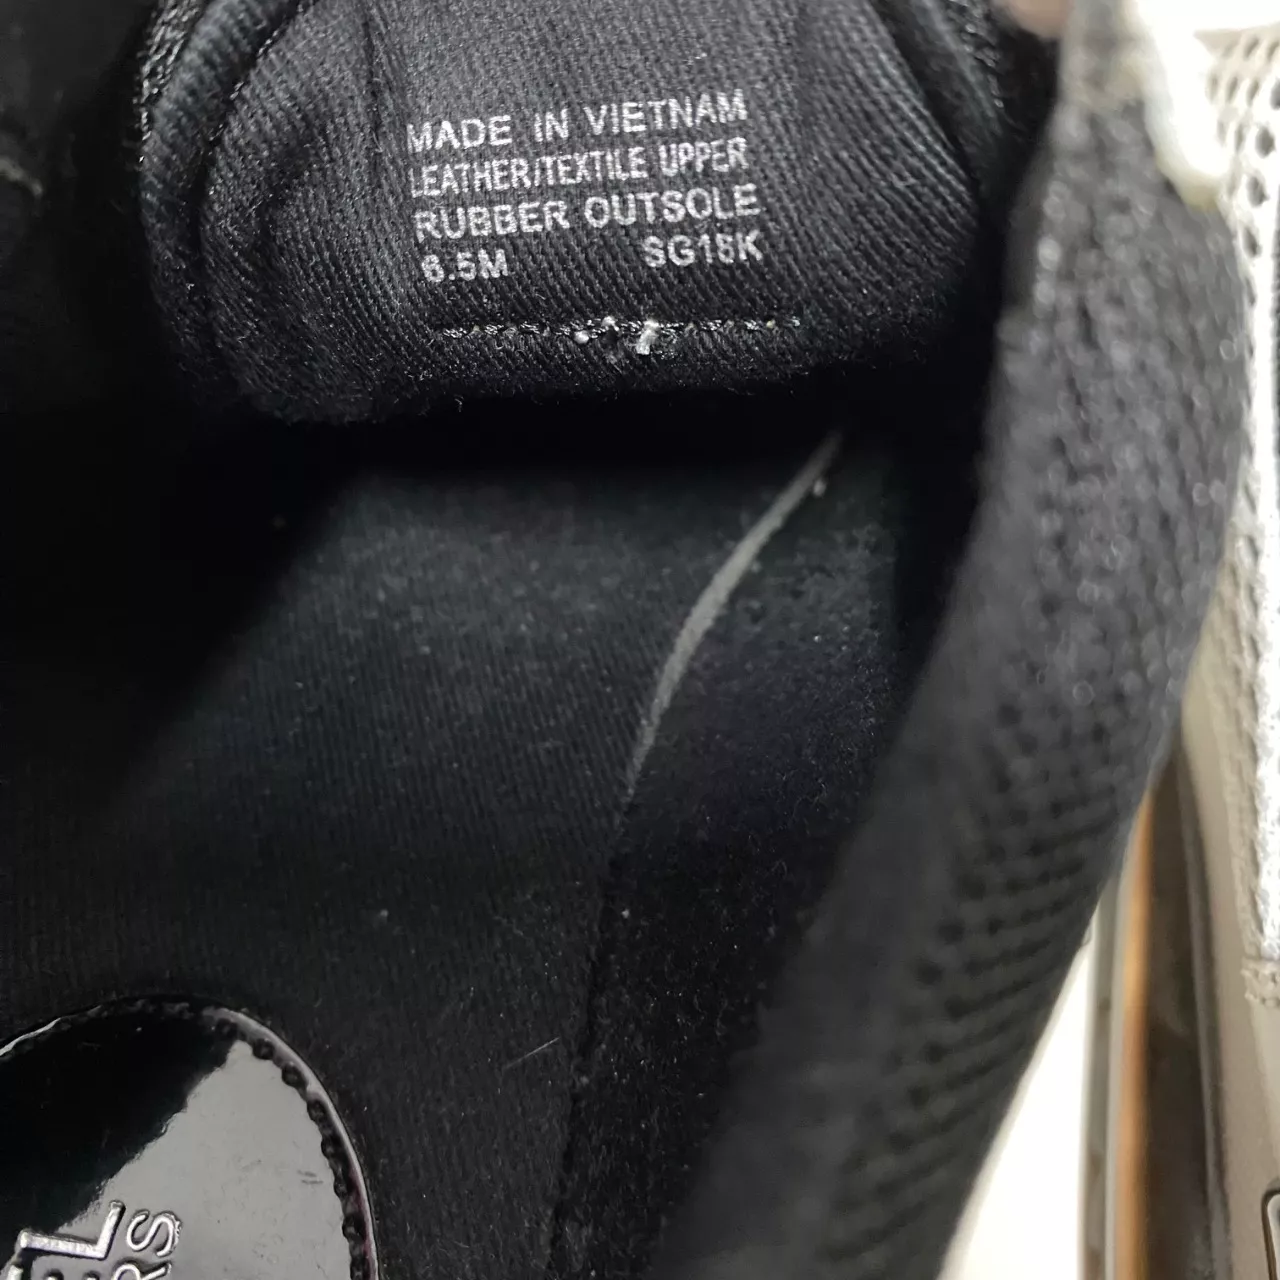 MADE IN VIETNAM
LEATHER/TEXTILE UPPER
RUBBER OUTSOLE
6.5M SG18K